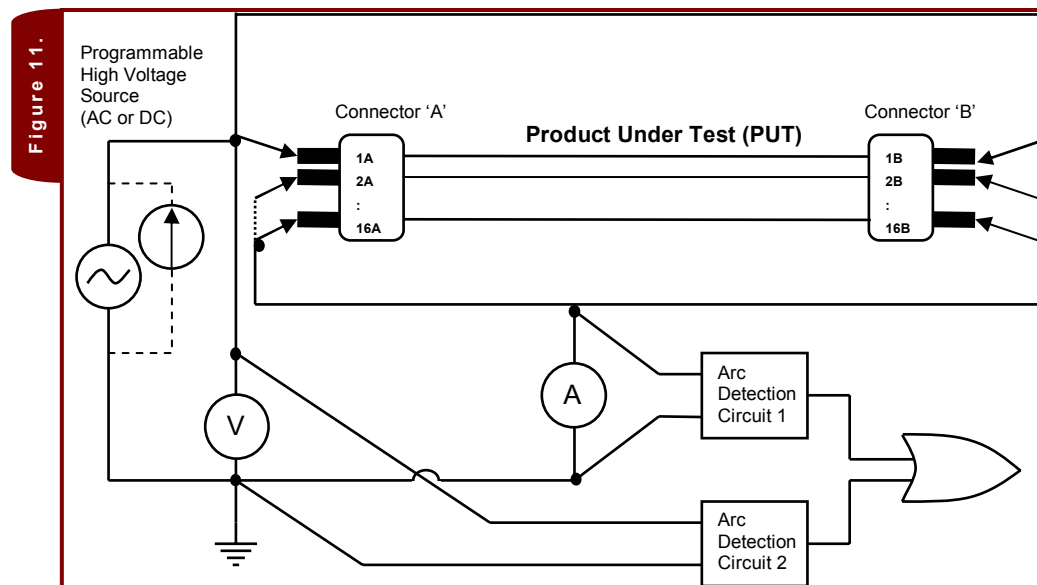 Figure 11.
Programmable
High Voltage
Source
(AC or DC)
Connector ‘A’
Product Under Test (PUT)
Connector ‘B’
1A
2A
:
16A
1B
2B
:
16B
V
A
Arc
Detection
Circuit 1
Arc
Detection
Circuit 2